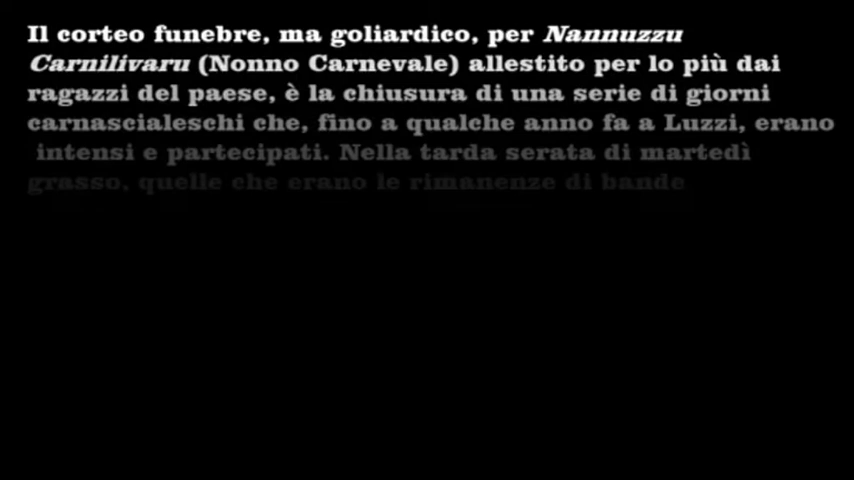 Il corteo funebre, ma goliardico, per Nannuzzu
Carnilivaru (Nonno Carnevale) allestito per lo più dai
ragazzi del paese, è la chiusura di una serie di giorni
carnascialeschi che, fino a qualche anno fa a Luzzi, erano
intensi e partecipati. Nella tarda serata di martedì
grasso, quelle che erano le rimanenze di bande